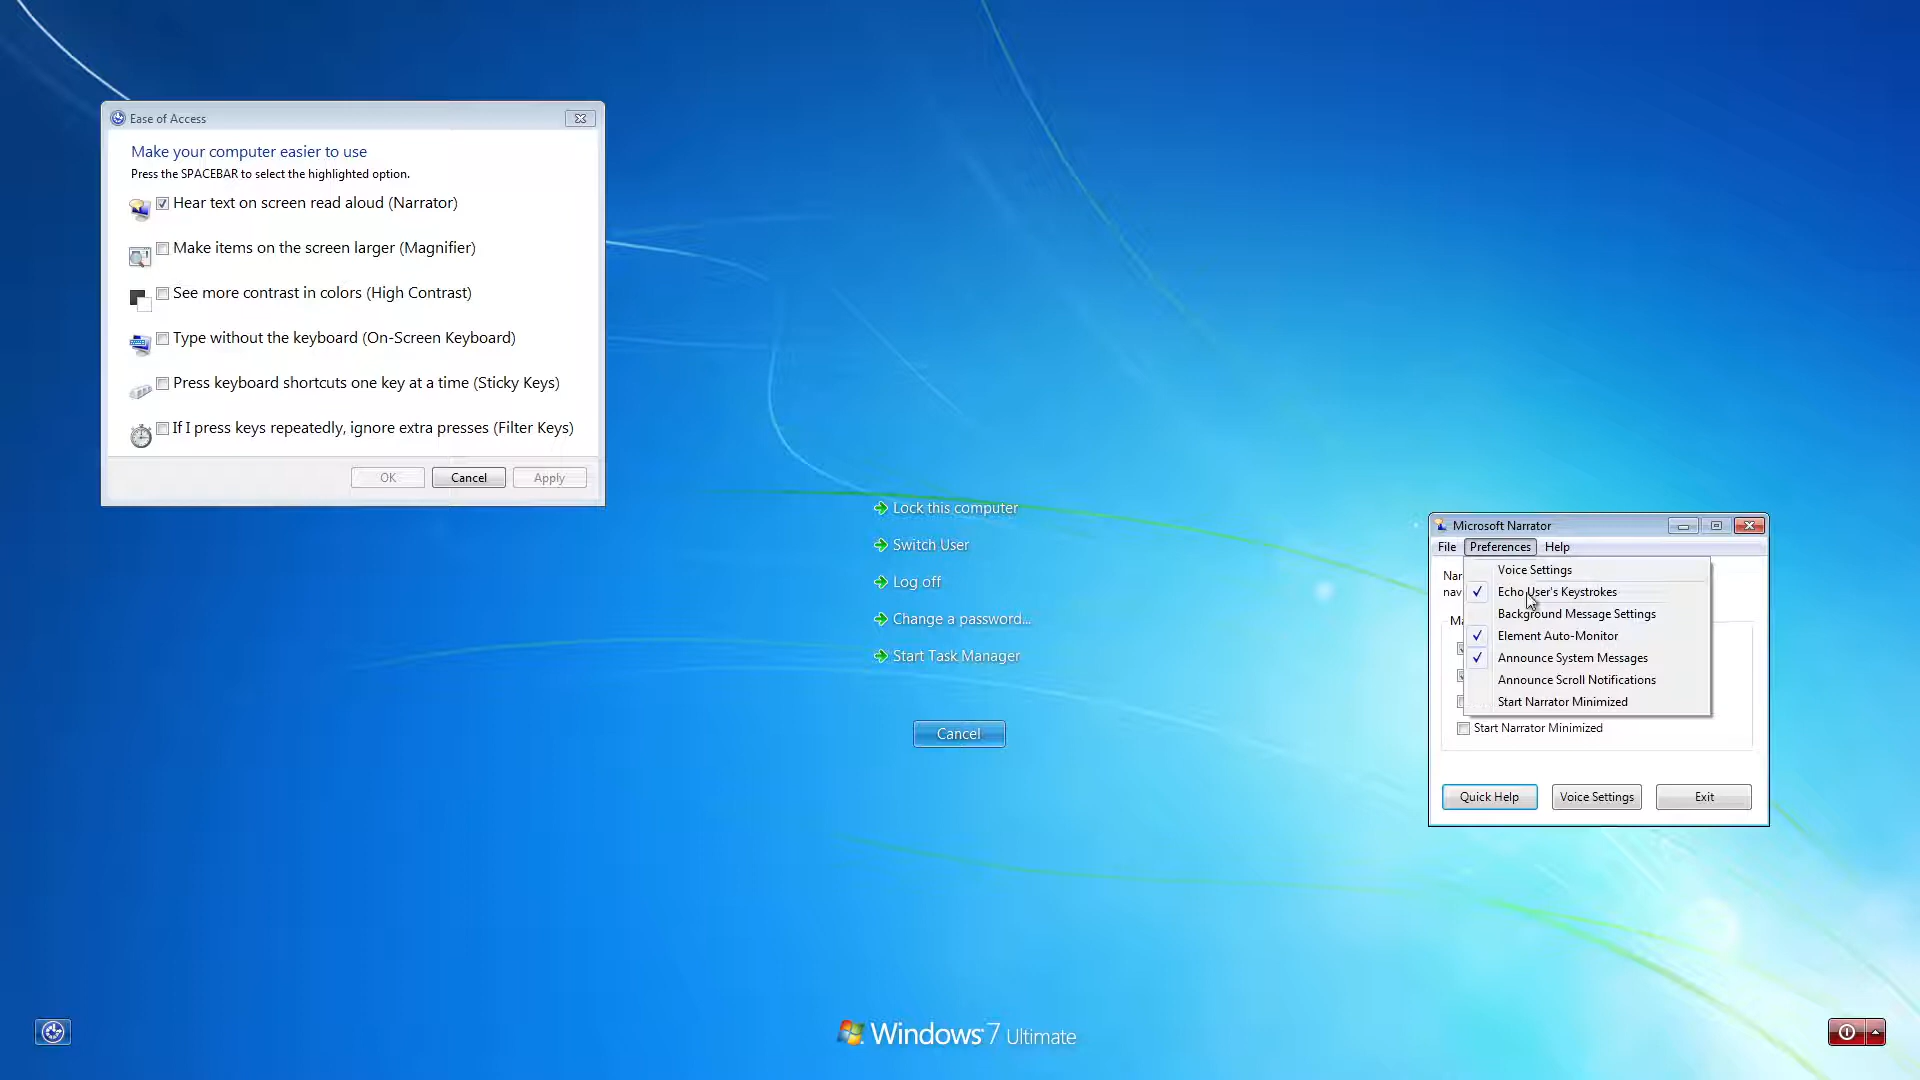 Ease of Access
Make your computer easier to use
Press the SPACEBAR to select the highlighted option.
Hear text on screen read aloud (Narrator)
Make items on the screen larger (Magnifier)
See more contrast in colors (High Contrast)
Type without the keyboard (On-Screen Keyboard)
Press keyboard shortcuts one key at a time (Sticky Keys)
If I press keys repeatedly, ignore extra presses (Filter Keys)
OK Cancel Apply
Lock this computer
Switch User
Log off
Change a password...
Start Task Manager
Cancel
Microsoft Narrator
File Preferences Help
Voice Settings
Echo User's Keystrokes
Background Message Settings
Element Auto-Monitor
Announce System Messages
Announce Scroll Notifications
Start Narrator Minimized
Start Narrator Minimized
Quick Help Voice Settings Exit
Windows 7 Ultimate